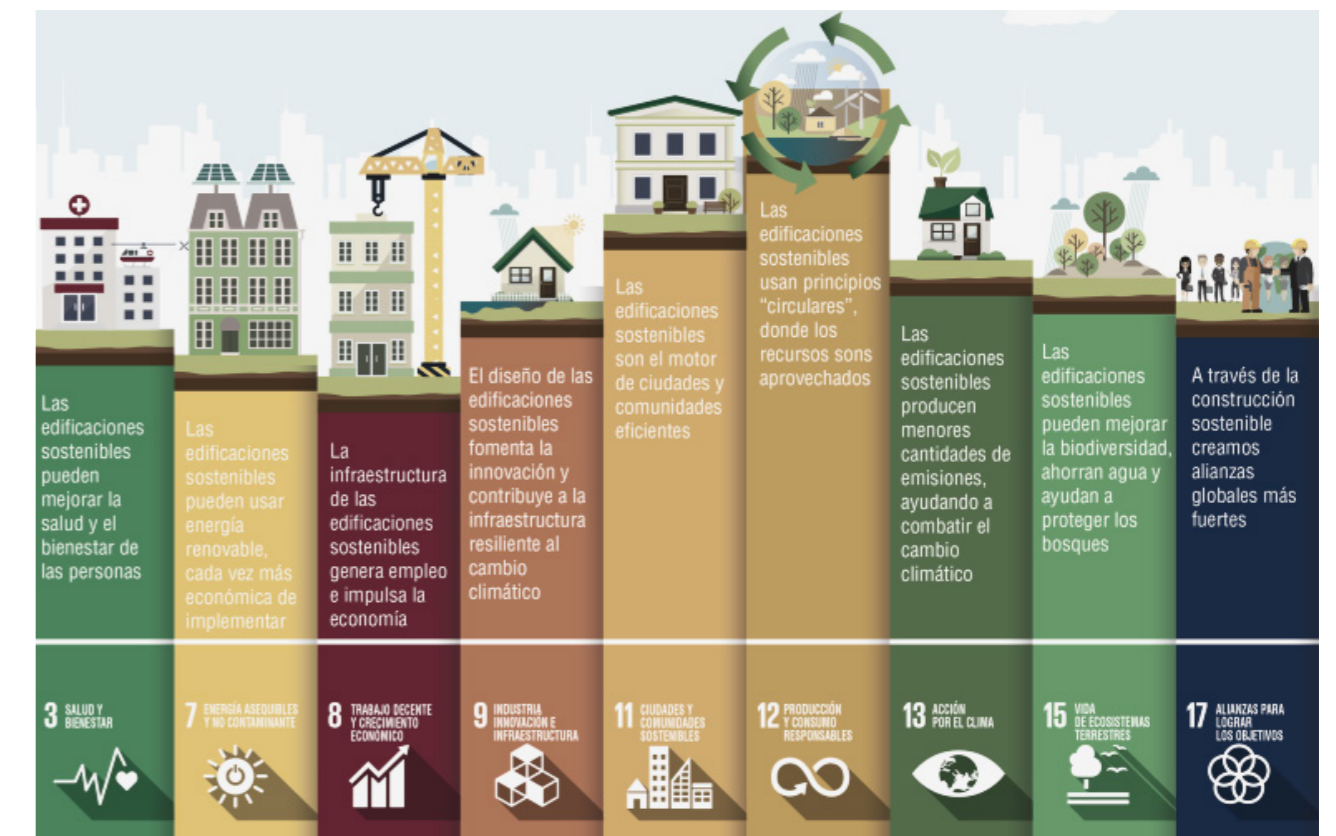 Las
edificaciones
sostenibles
pueden
mejorar la
salud y el
bienestar de
las personas
Las
edificaciones
sostenibles
pueden usar
energía
renovable,
cada vez más
económica de
implementar
La
infraestructura
de las
edificaciones
sostenibles
genera empleo
e impulsa la
economía
El diseño de las
edificaciones
sostenibles
fomenta la
innovación y
contribuye a la
infraestructura
resiliente al
cambio
climático
Las
edificaciones
sostenibles
son el motor
de ciudades y
comunidades
eficientes
Las
edificaciones
sostenibles
usan principios
“circulares”,
donde los
recursos sons
aprovechados
Las
edificaciones
sostenibles
producen
menores
cantidades de
emisiones,
ayudando a
combatir el
cambio
climático
Las
edificaciones
sostenibles
pueden mejorar
la biodiversidad,
ahorran agua y
ayudan a
proteger los
bosques
A través de la
construcción
sostenible
creamos
alianzas
globales más
fuertes
3 SALUD Y
BIENESTAR
7 ENERGÍA ASEQUIBLES
Y NO CONTAMINANTE
8 TRABAJO DECENTE
Y CRECIMIENTO
ECONÓMICO
9 INDUSTRIA
INNOVACIÓN E
INFRAESTRUCTURA
11 CIUDADES Y
COMUNIDADES
SOSTENIBLES
12 PRODUCCIÓN
Y CONSUMO
RESPONSABLES
13 ACCIÓN
POR EL CLIMA
15 VIDA
DE ECOSISTEMAS
TERRESTRES
17 ALIANZAS PARA
LOGRAR
LOS OBJETIVOS